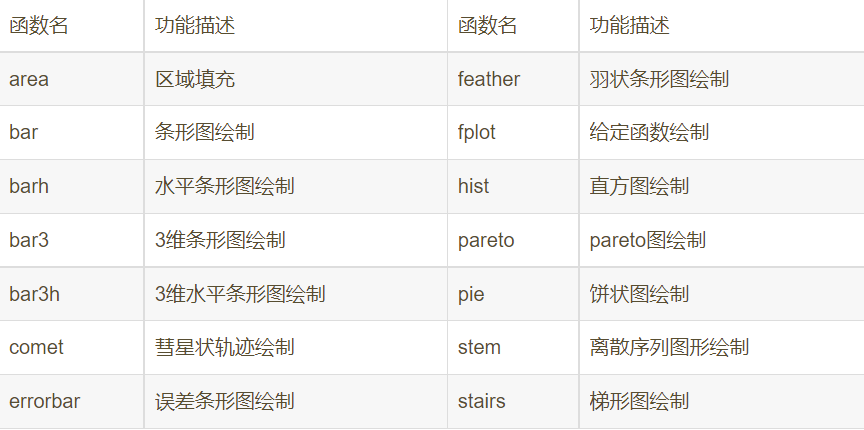 函数名 功能描述 函数名 功能描述
area 区域填充 feather 羽状条形图绘制
bar 条形图绘制 fplot 给定函数绘制
barh 水平条形图绘制 hist 直方图绘制
bar3 3维条形图绘制 pareto pareto图绘制
bar3h 3维水平条形图绘制 pie 饼状图绘制
comet 彗星状轨迹绘制 stem 离散序列图形绘制
errorbar 误差条形图绘制 stairs 梯形图绘制